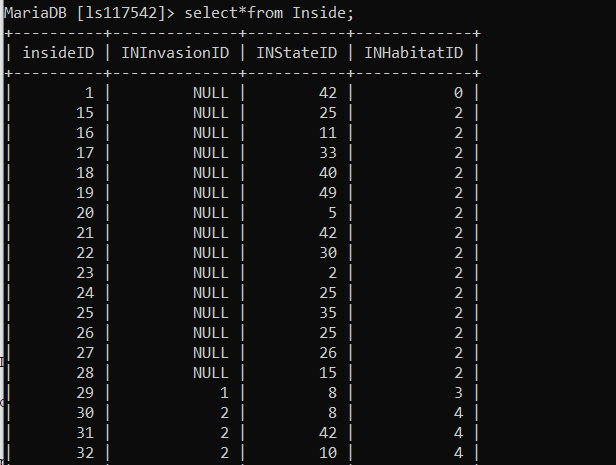 MariaDB [ls117542]> select*from Inside;
+----------+--------------+-----------+-------------+
| insideID | INInvasionID | INStateID | INHabitatID |
+----------+--------------+-----------+-------------+
| 1 | NULL | 42 | 0 |
| 15 | NULL | 25 | 2 |
| 16 | NULL | 11 | 2 |
| 17 | NULL | 33 | 2 |
| 18 | NULL | 40 | 2 |
| 19 | NULL | 49 | 2 |
| 20 | NULL | 5 | 2 |
| 21 | NULL | 42 | 2 |
| 22 | NULL | 30 | 2 |
| 23 | NULL | 2 | 2 |
| 24 | NULL | 25 | 2 |
| 25 | NULL | 35 | 2 |
| 26 | NULL | 25 | 2 |
| 27 | NULL | 26 | 2 |
| 28 | NULL | 15 | 2 |
| 29 | 1 | 8 | 3 |
| 30 | 2 | 8 | 4 |
| 31 | 2 | 42 | 4 |
| 32 | 2 | 10 | 4 |